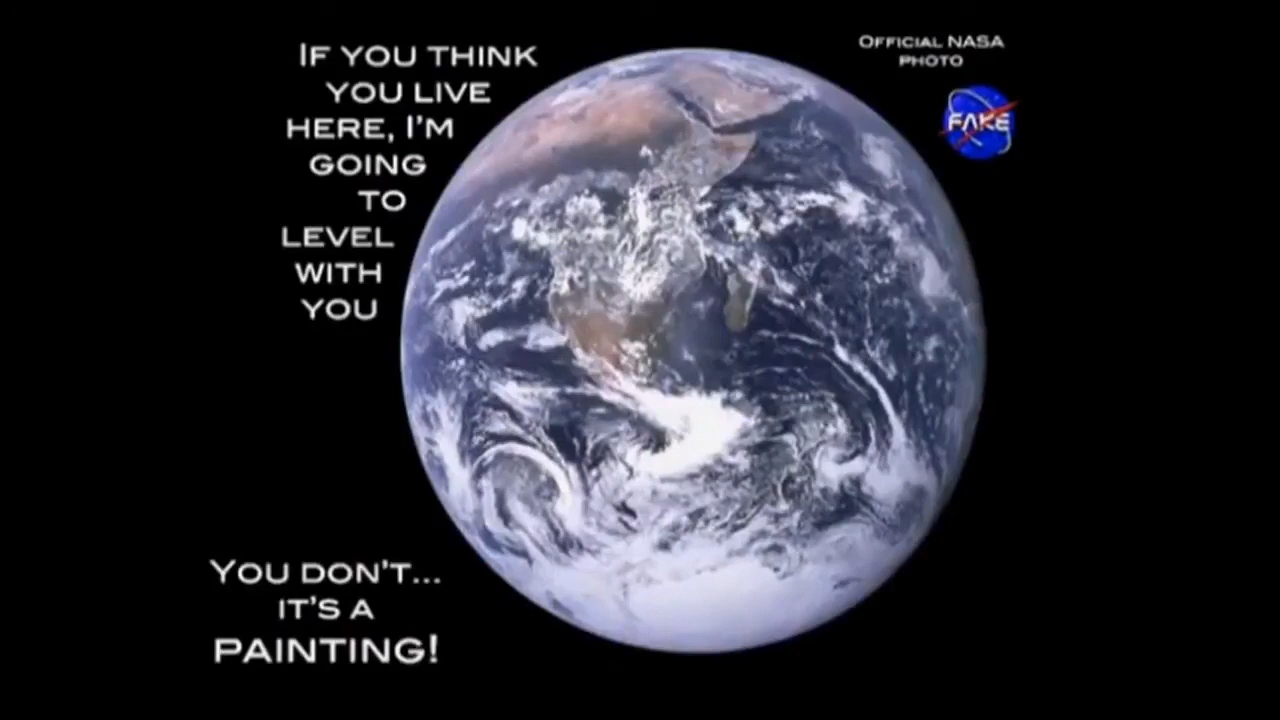 If you think
you live
here, I'm
going
to
level
with
you
Official NASA
photo
FAKE
You don't...
it's a
painting!